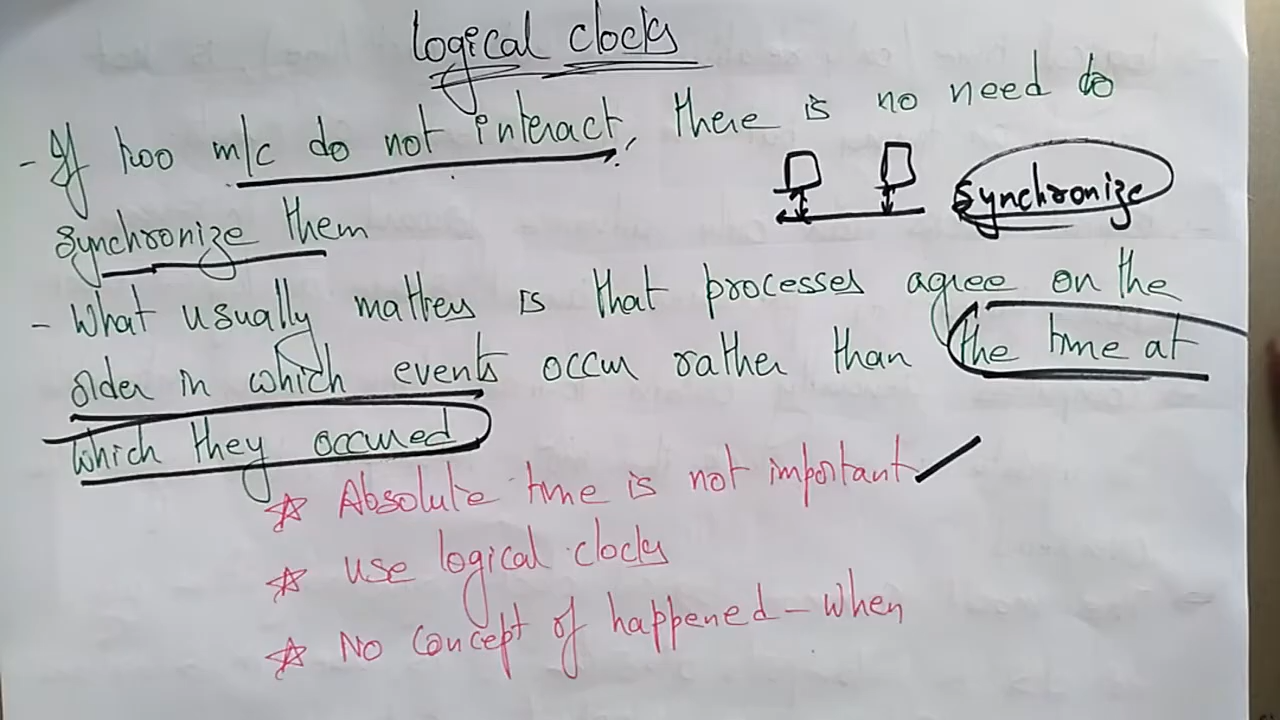 logical clocks
- If two m/c do not interact, there is no need to
synchronize them
synchronize
- What usually matters is that processes agree on the
order in which events occur rather than the time at
which they occured
☆ Absolute time is not important
☆ use logical clocks
☆ No concept of happened - when